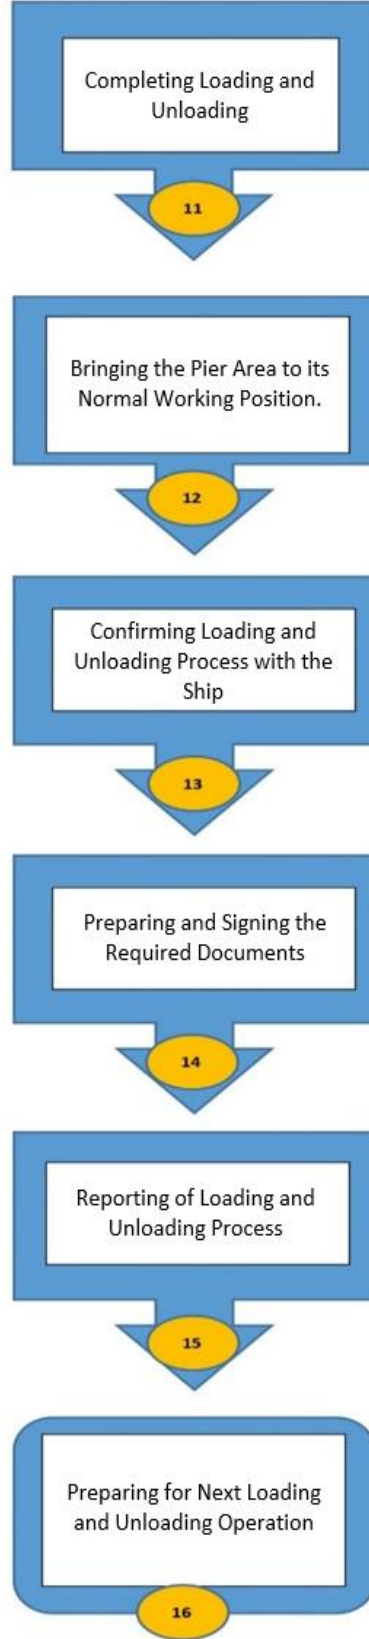 Completing Loading and
Unloading
11
Bringing the Pier Area to its
Normal Working Position.
12
Confirming Loading and
Unloading Process with the
Ship
13
Preparing and Signing the
Required Documents
14
Reporting of Loading and
Unloading Process
15
Preparing for Next Loading
and Unloading Operation
16